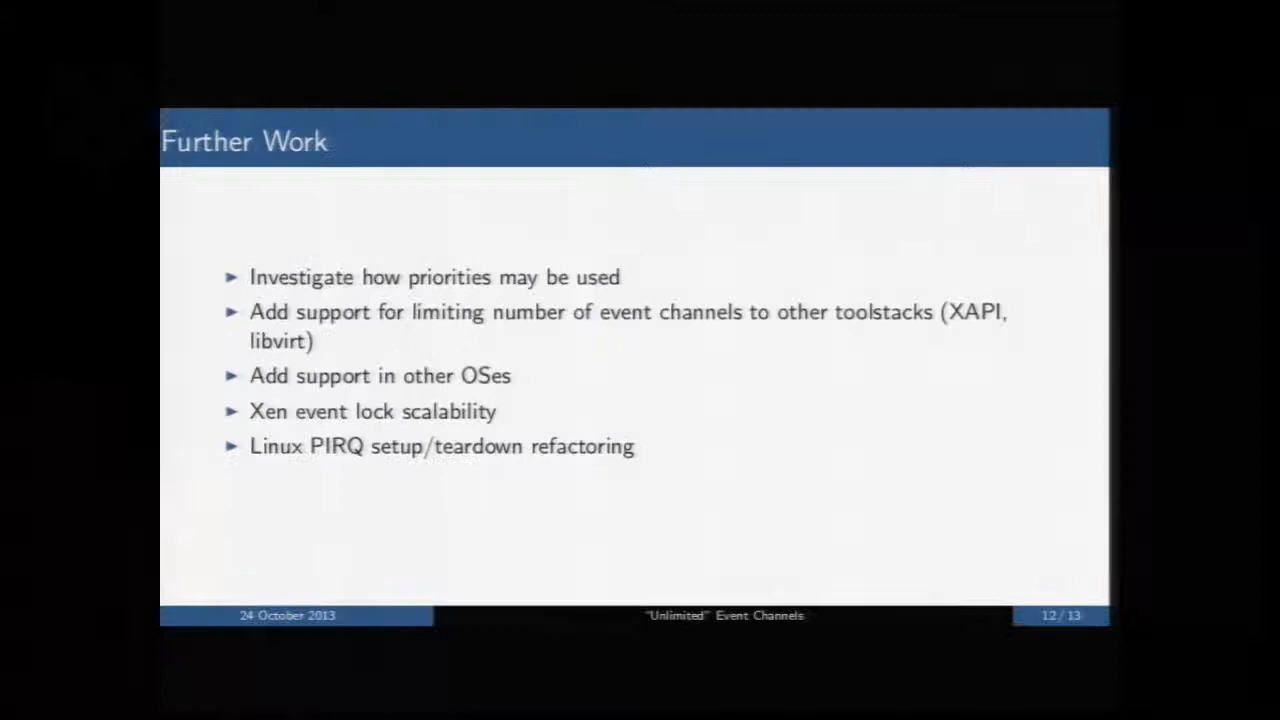 Further Work
► Investigate how priorities may be used
► Add support for limiting number of event channels to other toolstacks (XAPI,
libvirt)
► Add support in other OSes
► Xen event lock scalability
► Linux PIRQ setup/teardown refactoring
24 October 2013
"Unlimited" Event Channels
12 / 13